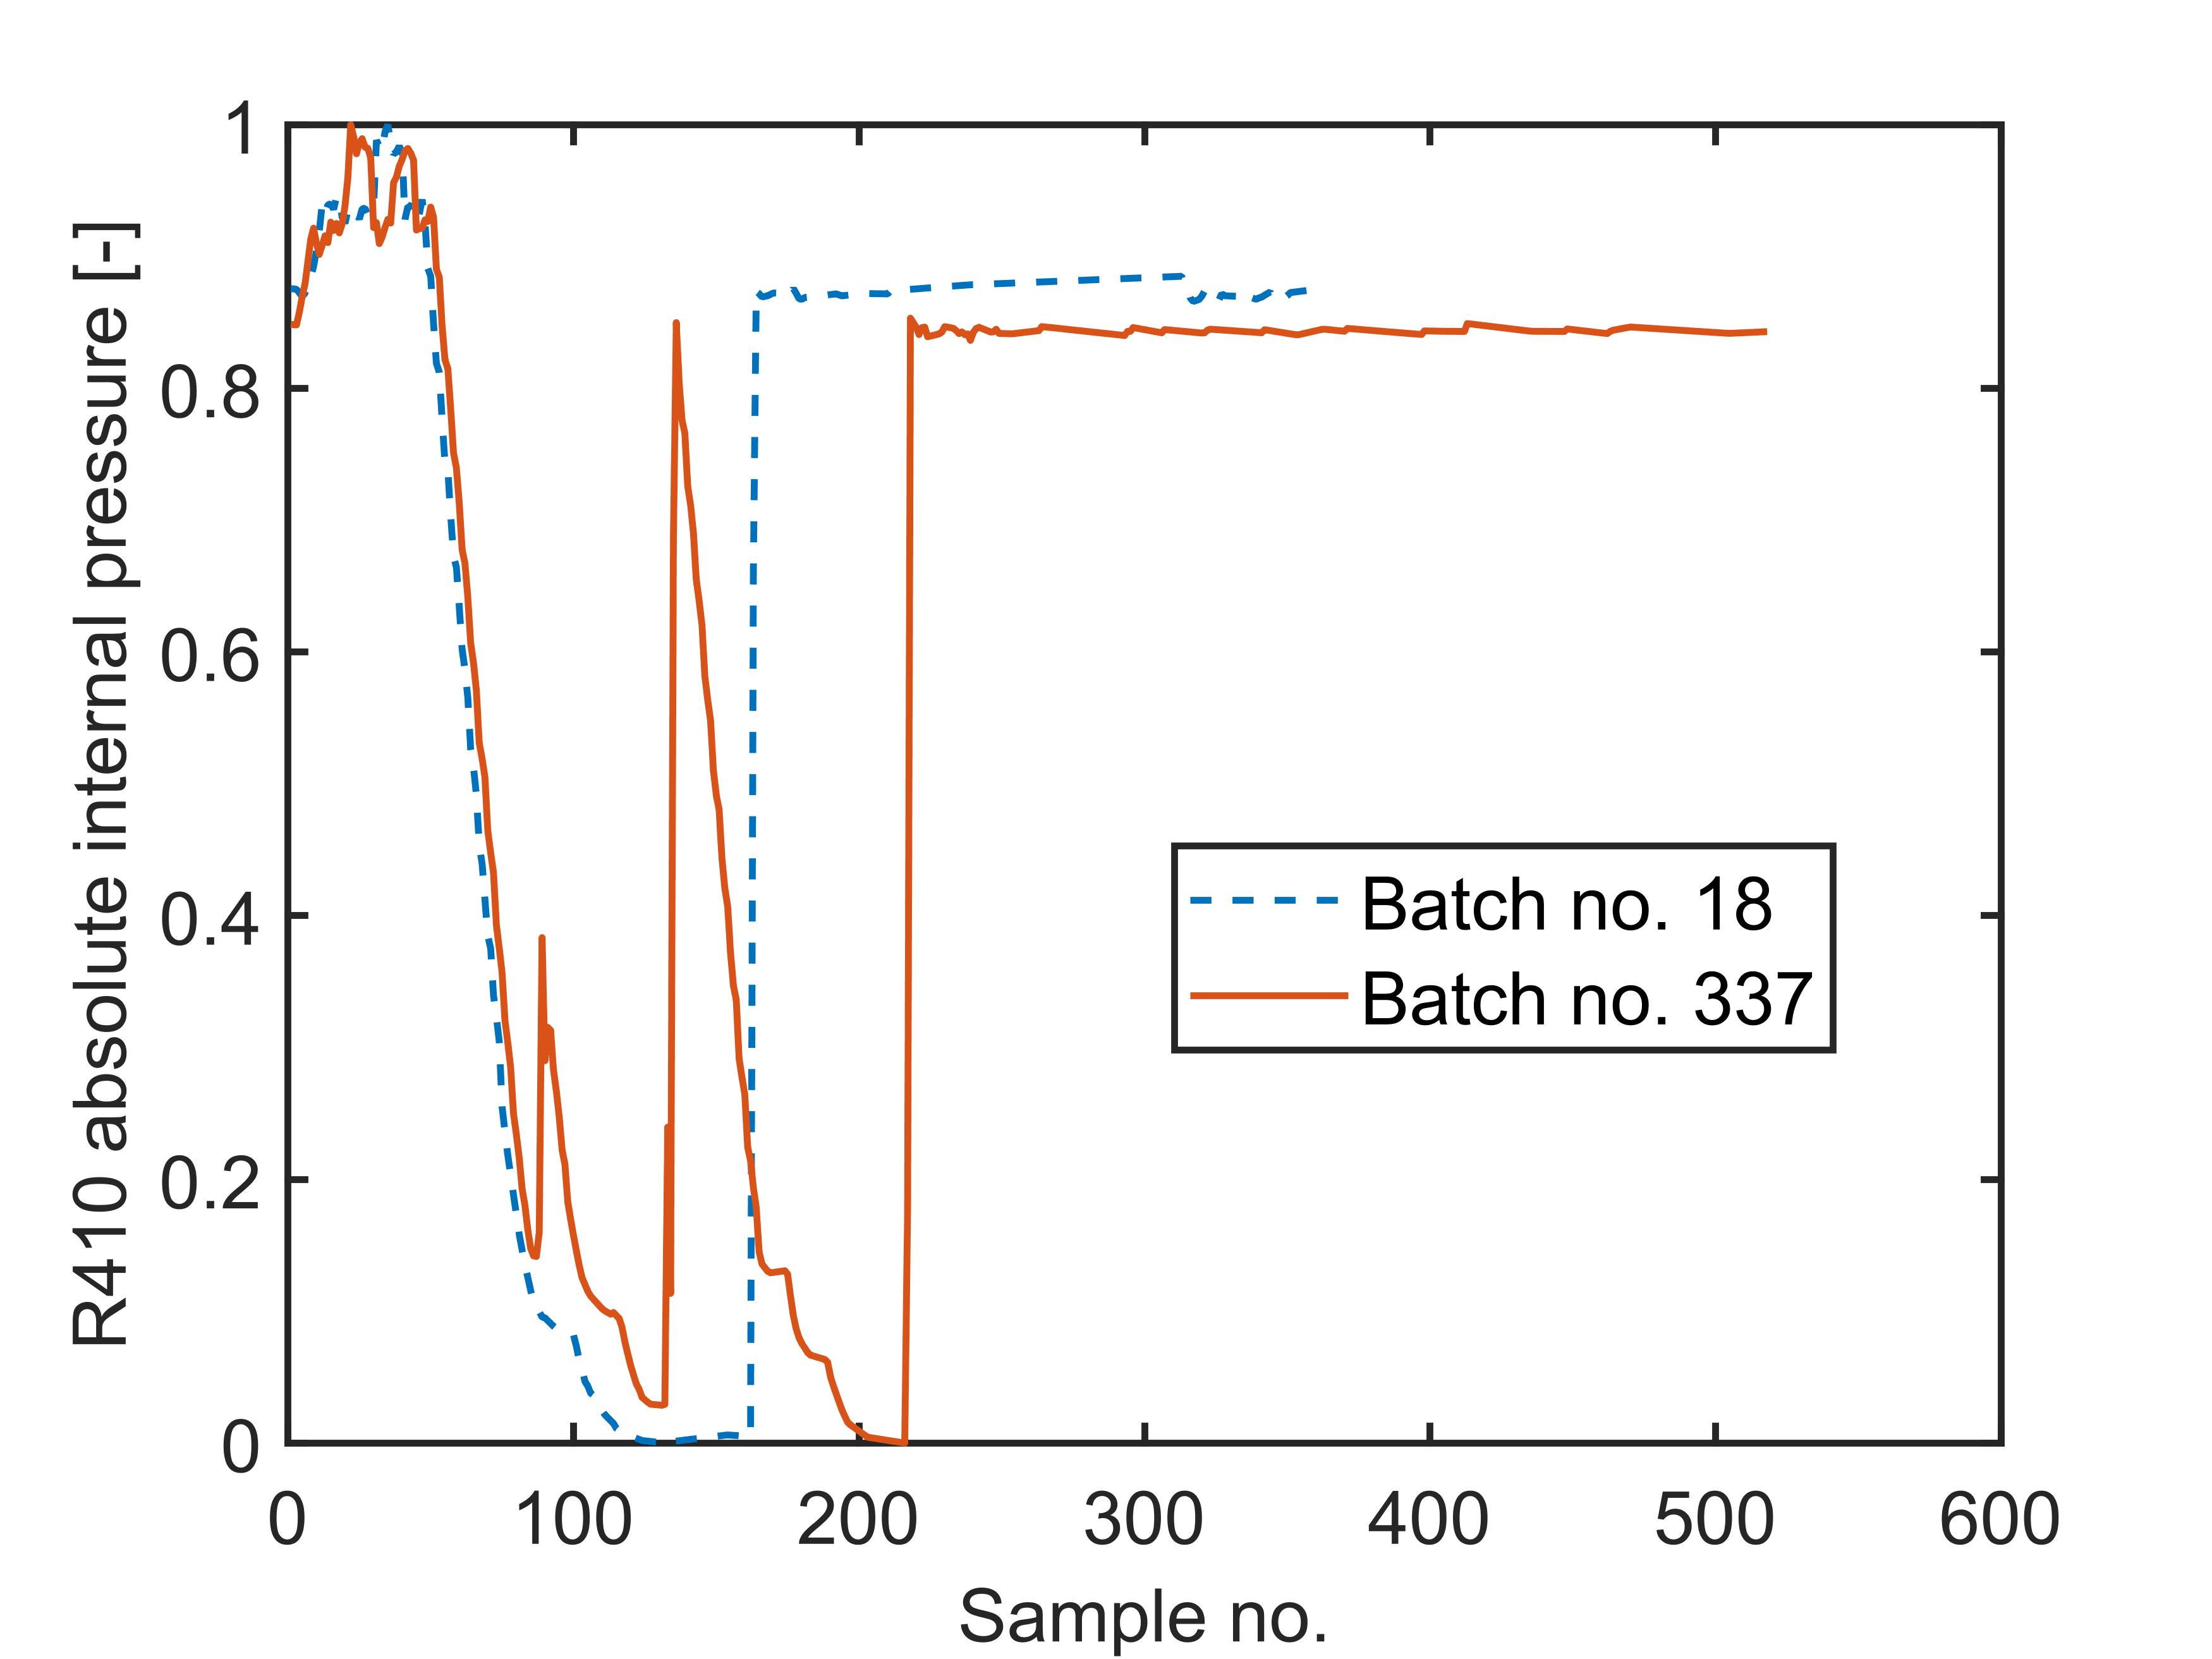 R410 absolute internal pressure [-]
1
0.8
0.6
0.4
0.2
0
0 100 200 300 400 500 600
Sample no.
Batch no. 18
Batch no. 337